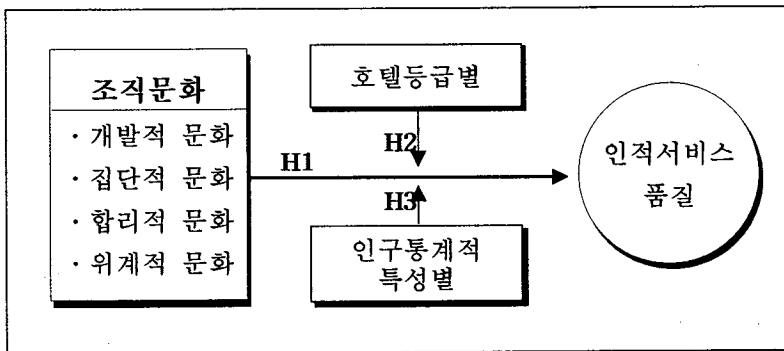 조직문화
· 개발적 문화
· 집단적 문화
· 합리적 문화
· 위계적 문화
H1
호텔등급별
H2
H3
인구통계적
특성별
인적서비스
품질